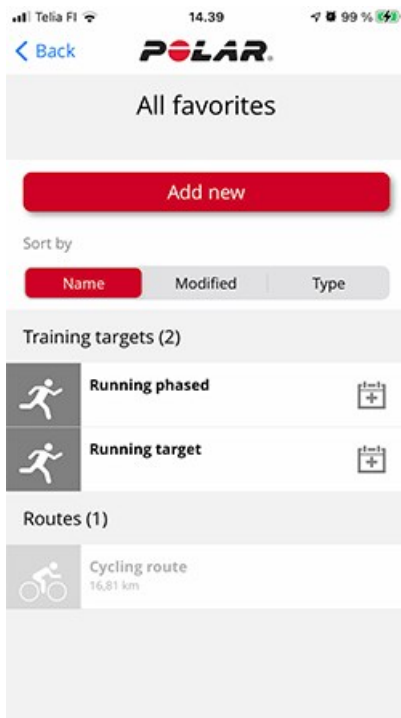 Telia FI 14.39 99 %
Back POLAR.
All favorites
Add new
Sort by
Name Modified Type
Training targets (2)
Running phased
Running target
Routes (1)
Cycling route
16,81 km